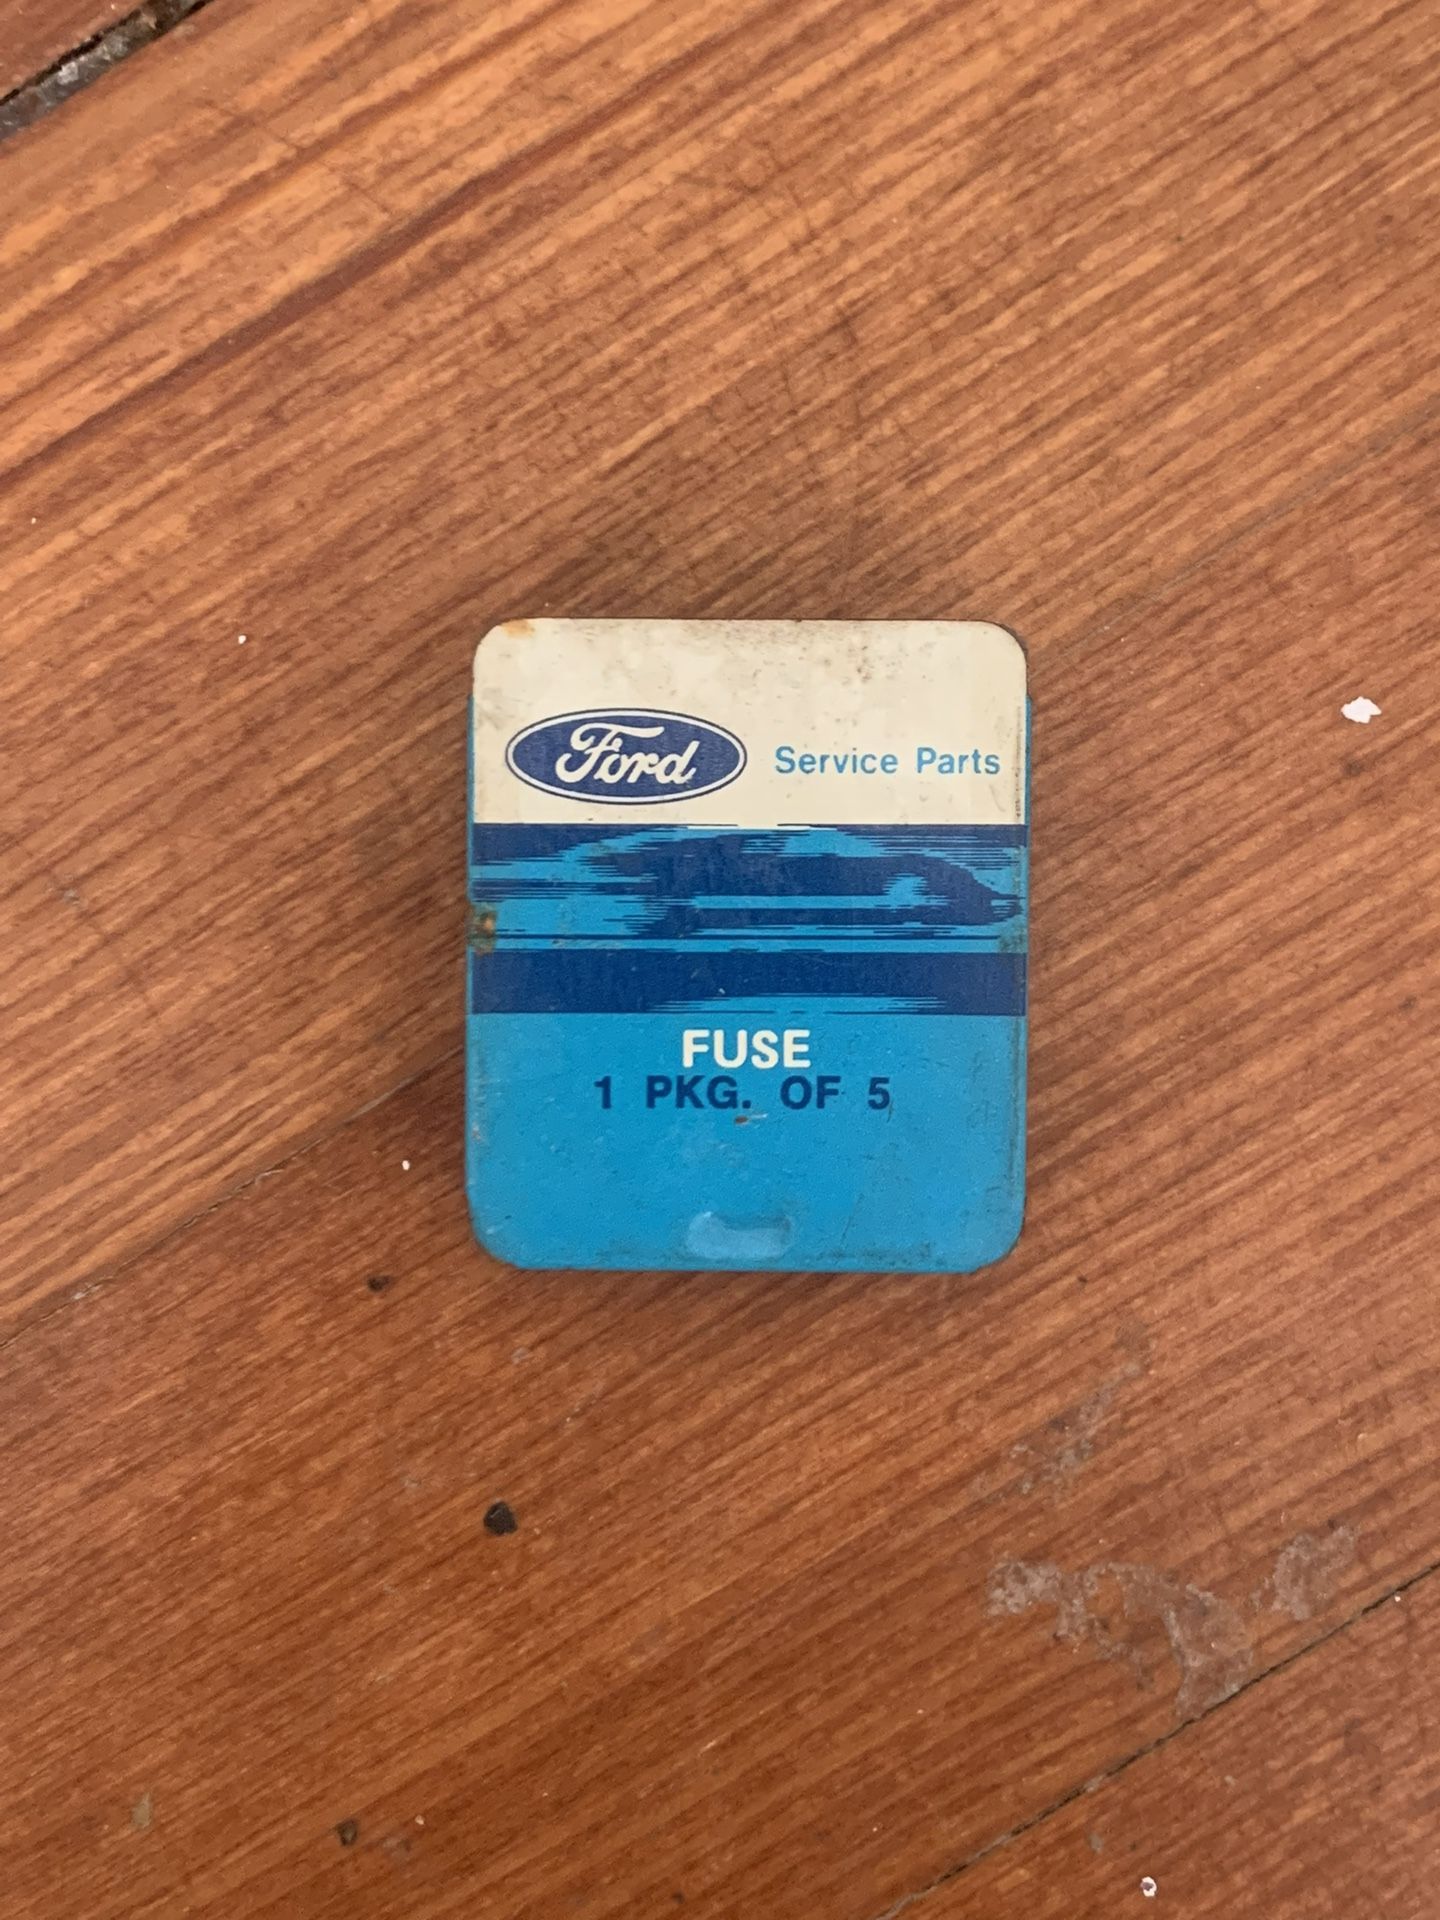 Ford Service Parts
FUSE
1 PKG. OF 5